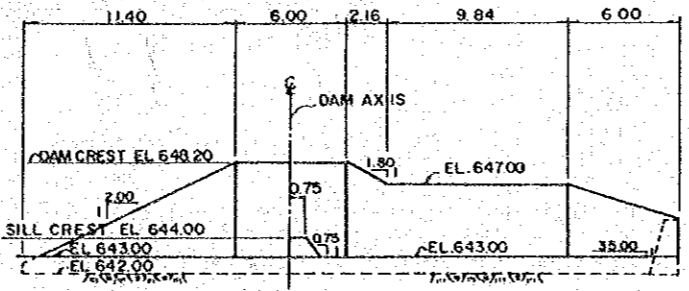 11.40 6.00 2.16 9.84 6.00
℄
DAM AXIS
DAM CREST EL 648.20
1.80
1
EL. 647.00
2.00
1
0.75
SILL CREST EL 644.00
0.75
1
EL 643.00
EL. 643.00
35.00
EL 642.00